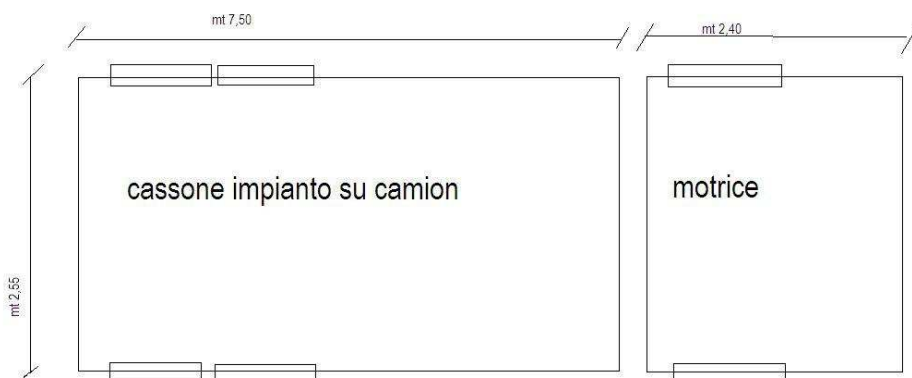 mt 7,50
mt 2,40
cassone impianto su camion
motrice
mt 2,55